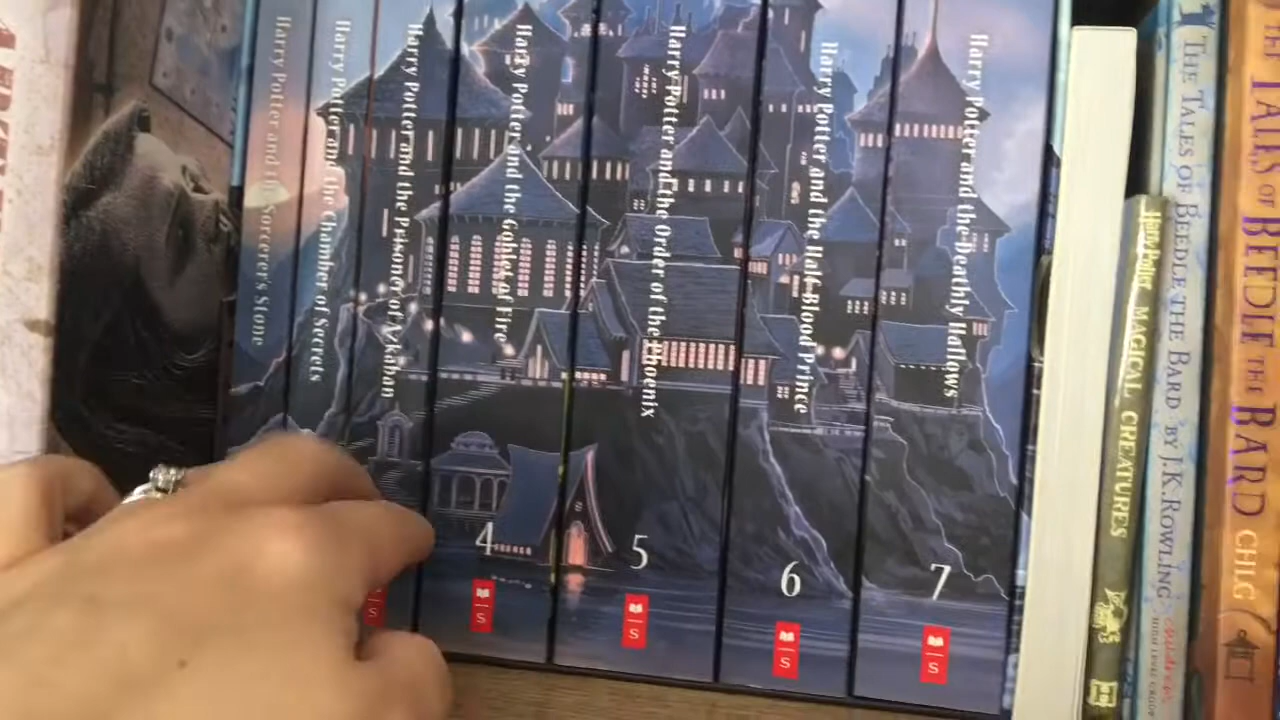 Harry Potter and the Sorcerer's Stone
Harry Potter and the Chamber of Secrets
Harry Potter and the Prisoner of Azkaban
Harry Potter and the Goblet of Fire
4
S
Harry Potter and the Order of the Phoenix
5
S
Harry Potter and the Half-Blood Prince
6
S
Harry Potter and the Deathly Hallows
7
S
Harry Potter MAGICAL CREATURES
THE TALES OF BEEDLE THE BARD BY J.K. ROWLING
THE TALES OF BEEDLE THE BARD CHLG